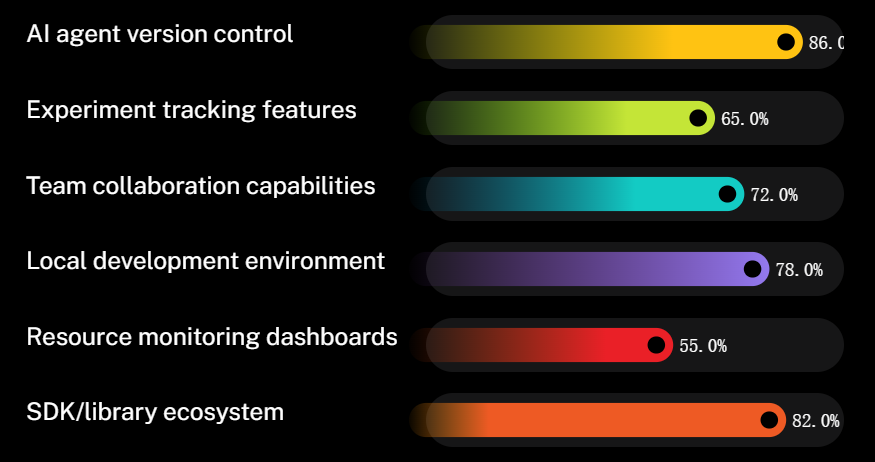 AI agent version control
86.0
Experiment tracking features
65.0%
Team collaboration capabilities
72.0%
Local development environment
78.0%
Resource monitoring dashboards
55.0%
SDK/library ecosystem
82.0%